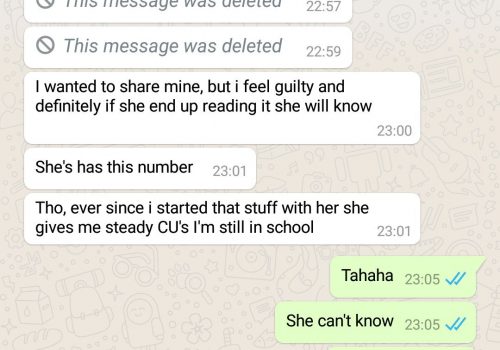 This message was deleted 22:57
This message was deleted 22:59
I wanted to share mine, but i feel guilty and
definitely if she end up reading it she will know
23:00
She's has this number 23:01
Tho, ever since i started that stuff with her she
gives me steady CU's I'm still in school 23:01
Tahaha 23:05
She can't know 23:05